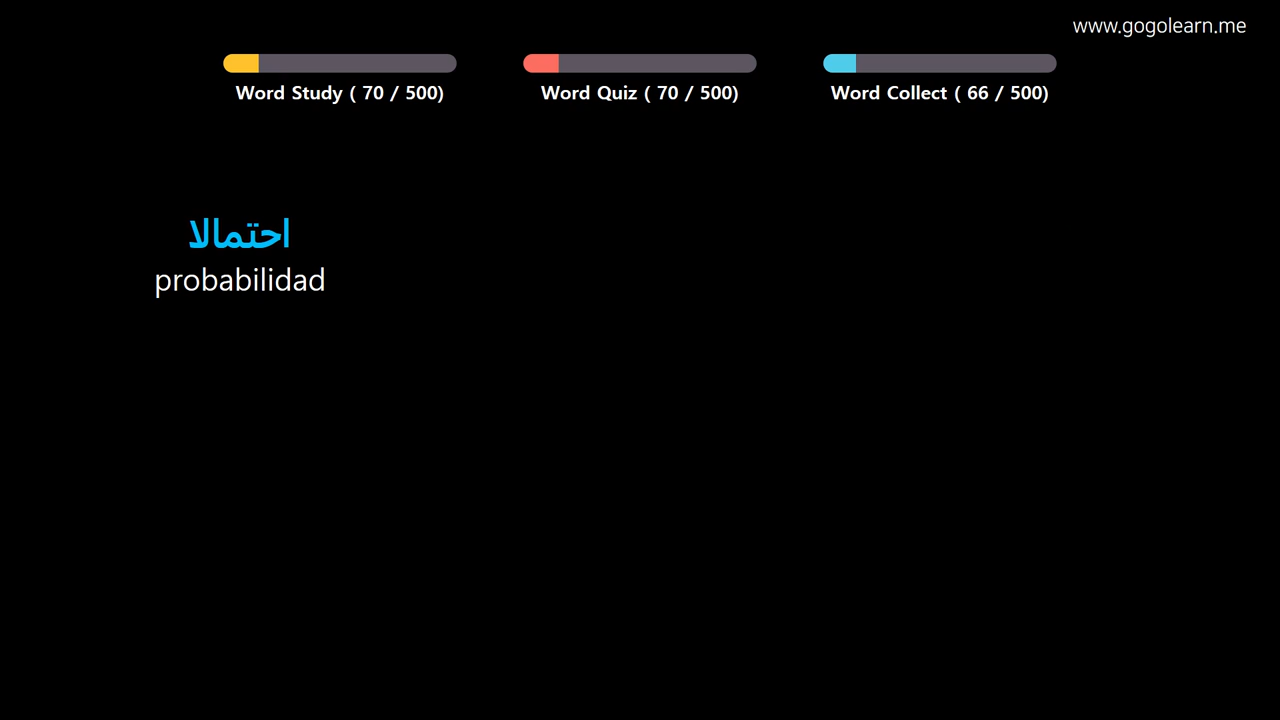 www.gogolearn.me
Word Study ( 70 / 500)
Word Quiz ( 70 / 500)
Word Collect ( 66 / 500)
احتمالا
probabilidad